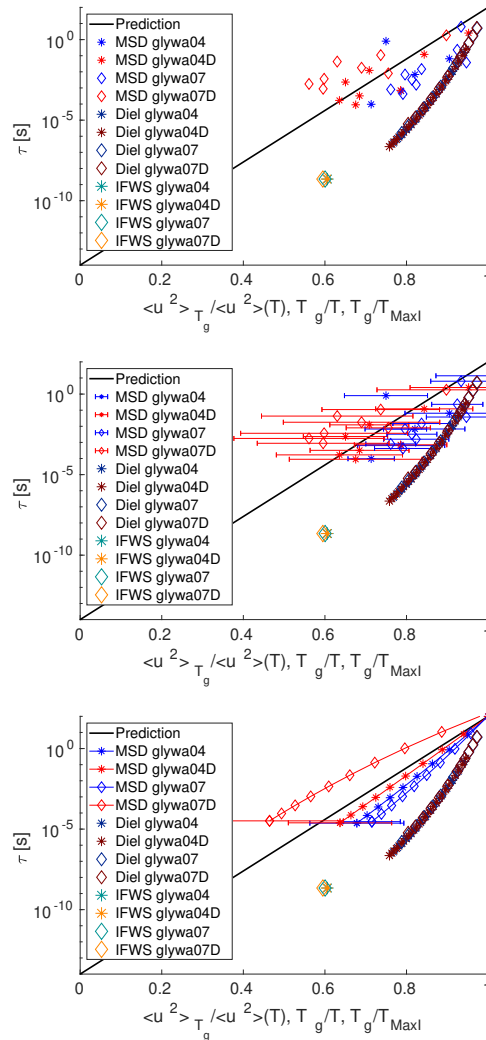 10^0
10^-5
10^-10
τ [s]
Prediction
MSD glywa04
MSD glywa04D
MSD glywa07
MSD glywa07D
Diel glywa04
Diel glywa04D
Diel glywa07
Diel glywa07D
IFWS glywa04
IFWS glywa04D
IFWS glywa07
IFWS glywa07D
0 0.2 0.4 0.6 0.8 1
<u^2>_T_g/<u^2>(T), T_g/T, T_g/T_MaxI
10^0
10^-5
10^-10
τ [s]
Prediction
MSD glywa04
MSD glywa04D
MSD glywa07
MSD glywa07D
Diel glywa04
Diel glywa04D
Diel glywa07
Diel glywa07D
IFWS glywa04
IFWS glywa04D
IFWS glywa07
IFWS glywa07D
0 0.2 0.4 0.6 0.8 1
<u^2>_T_g/<u^2>(T), T_g/T, T_g/T_MaxI
10^0
10^-5
10^-10
τ [s]
Prediction
MSD glywa04
MSD glywa04D
MSD glywa07
MSD glywa07D
Diel glywa04
Diel glywa04D
Diel glywa07
Diel glywa07D
IFWS glywa04
IFWS glywa04D
IFWS glywa07
IFWS glywa07D
0 0.2 0.4 0.6 0.8 1
<u^2>_T_g/<u^2>(T), T_g/T, T_g/T_MaxI